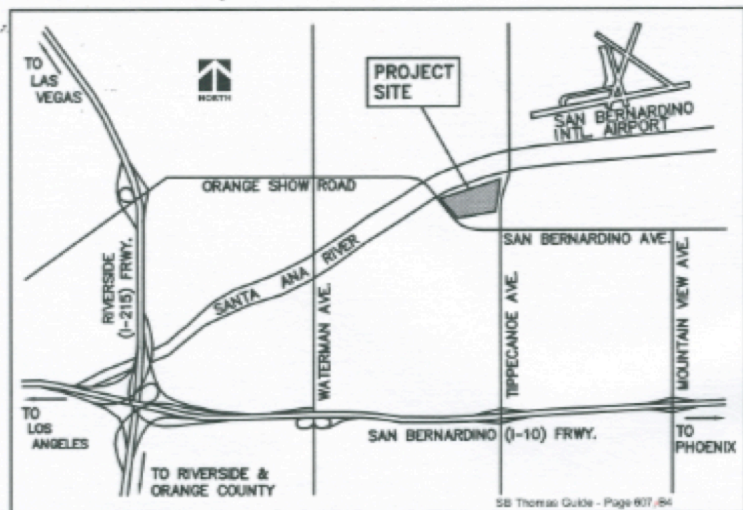 TO
LAS
VEGAS
NORTH
PROJECT
SITE
SAN BERNARDINO
INTL. AIRPORT
ORANGE SHOW ROAD
SAN BERNARDINO AVE.
RIVERSIDE
(I-215) FRWY.
SANTA ANA RIVER
WATERMAN AVE.
TIPPECANOE AVE.
MOUNTAIN VIEW AVE.
TO
LOS
ANGELES
SAN BERNARDINO (I-10) FRWY.
TO
PHOENIX
TO RIVERSIDE &
ORANGE COUNTY
SB Thomas Guide - Page 607/B4